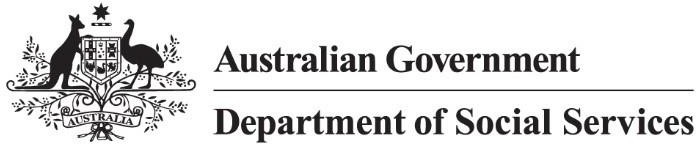 Australian Government
Department of Social Services
AUSTRALIA